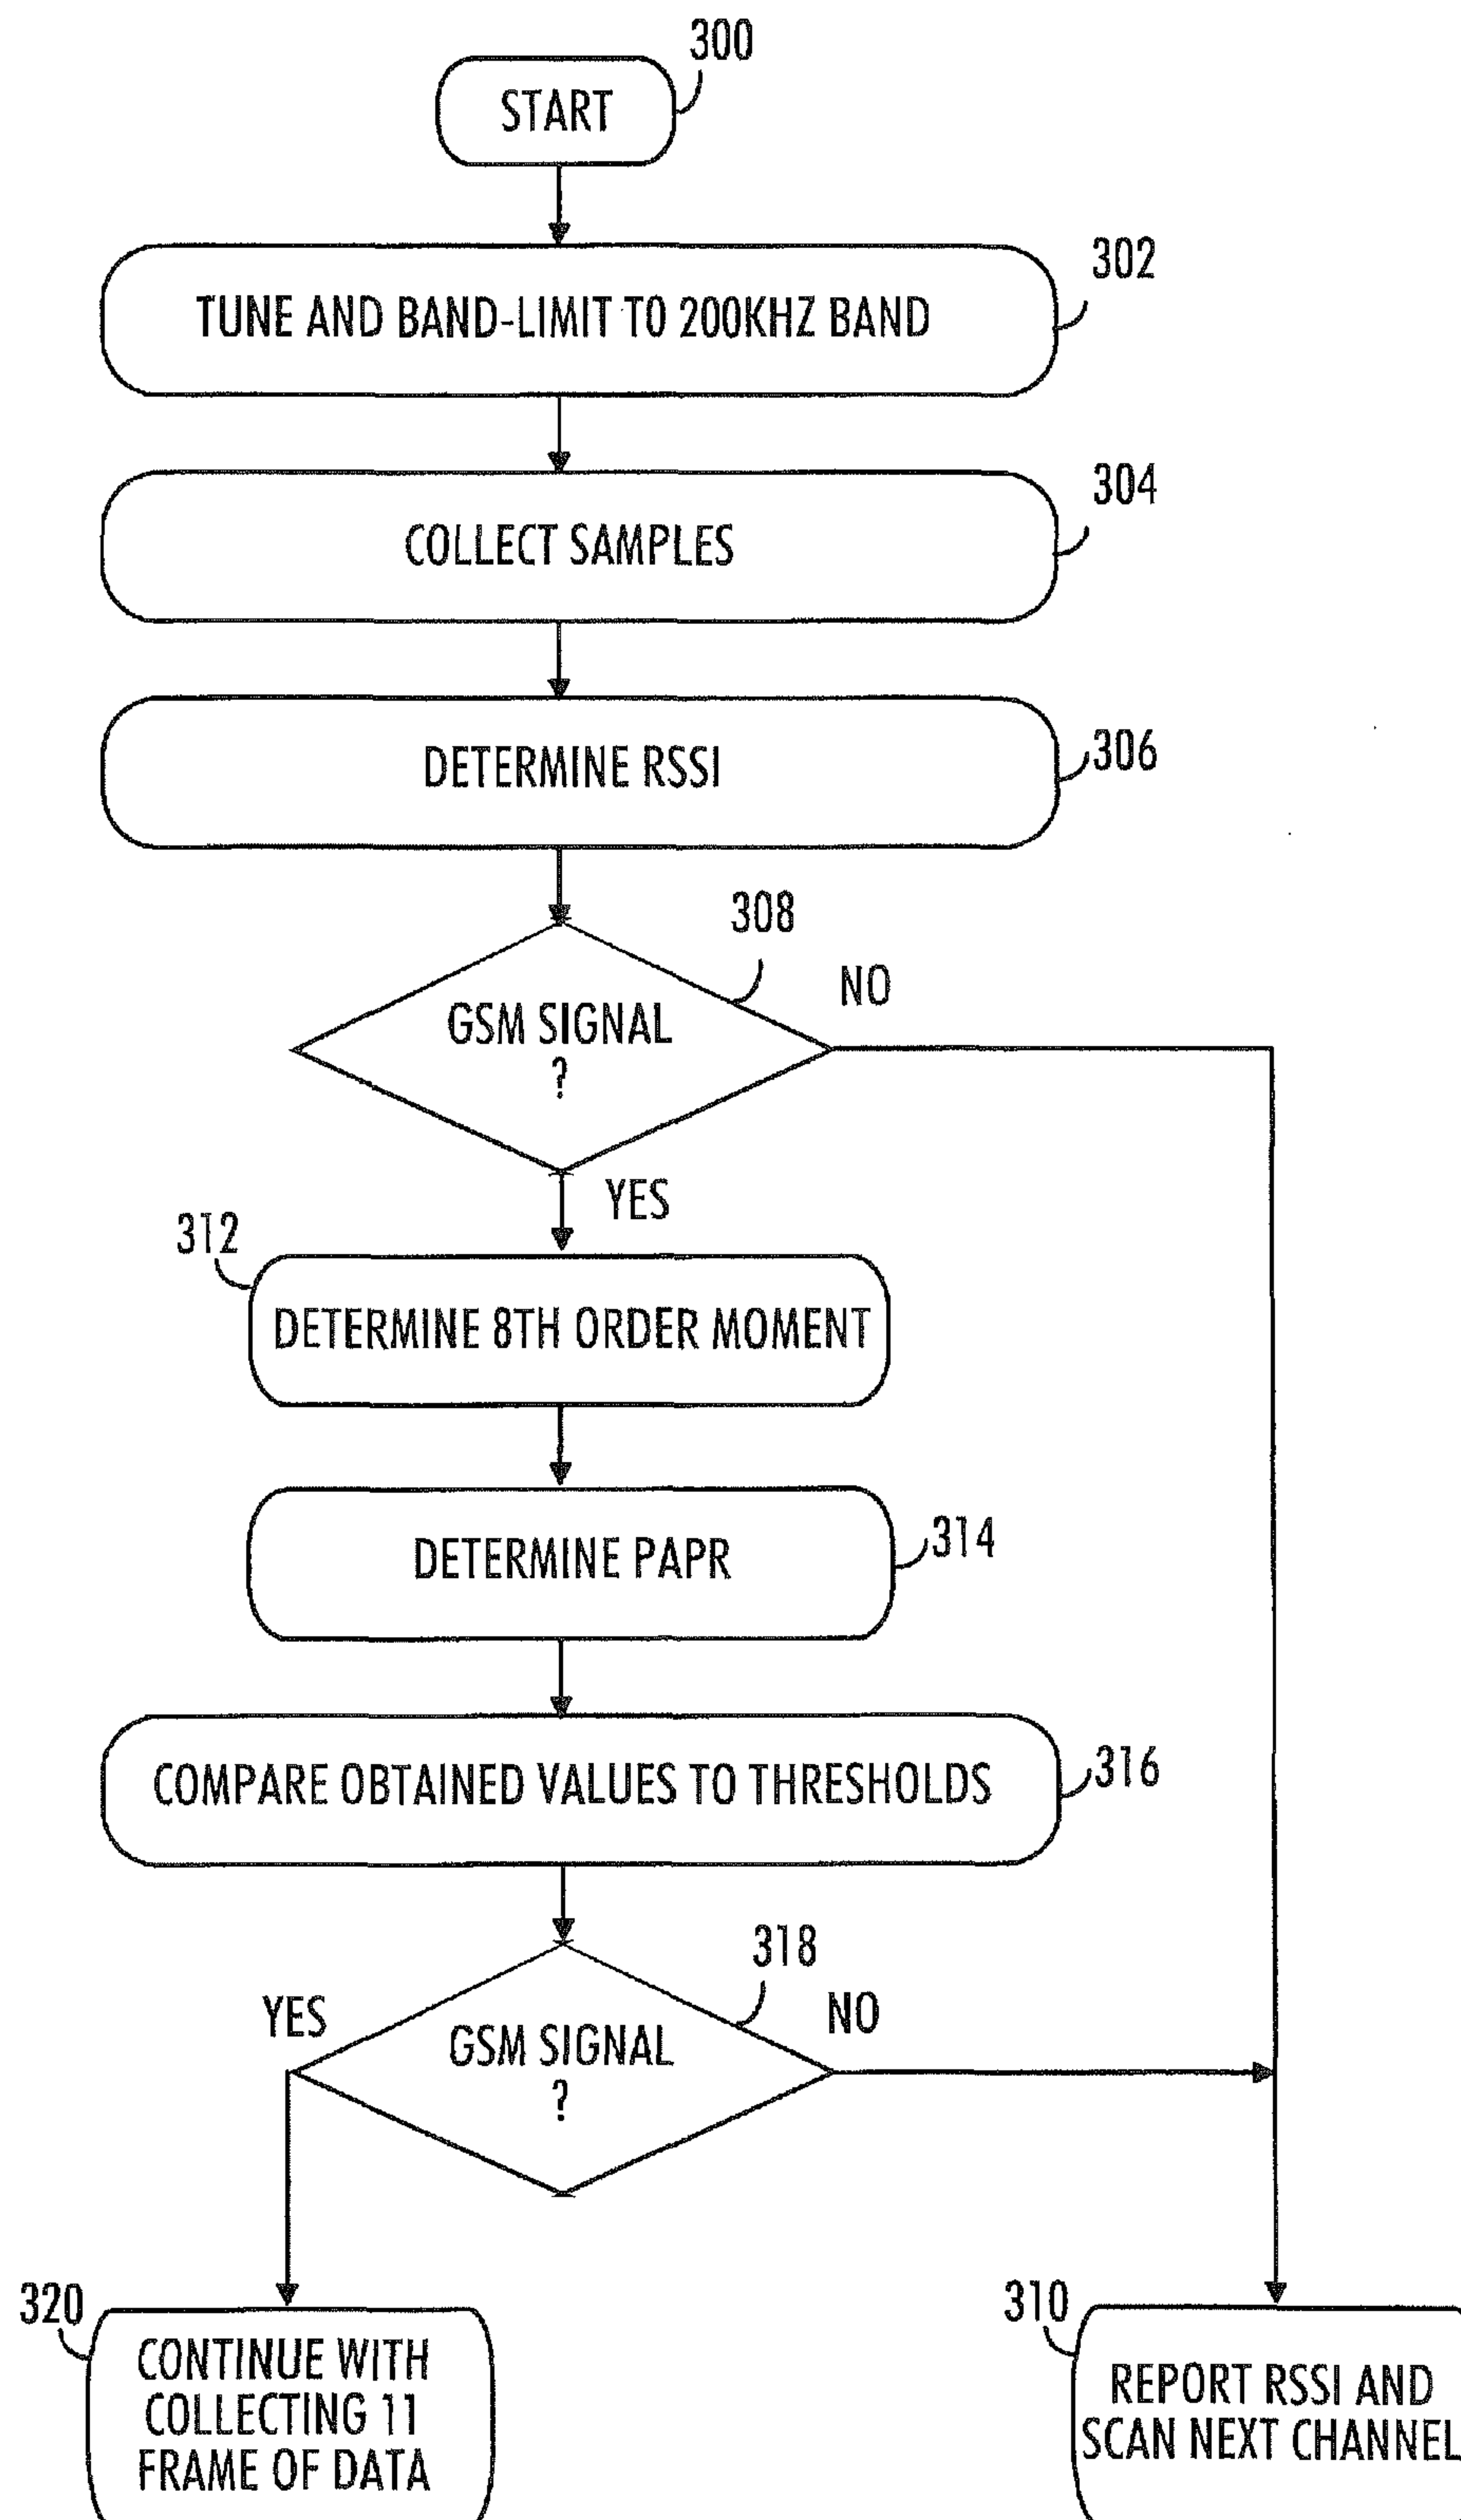 300
START
302
TUNE AND BAND-LIMIT TO 200KHZ BAND
304
COLLECT SAMPLES
306
DETERMINE RSSI
308
NO
GSM SIGNAL
?
YES
312
DETERMINE 8TH ORDER MOMENT
314
DETERMINE PAPR
316
COMPARE OBTAINED VALUES TO THRESHOLDS
318
YES
NO
GSM SIGNAL
?
320
CONTINUE WITH
COLLECTING 11
FRAME OF DATA
310
REPORT RSSI AND
SCAN NEXT CHANNEL